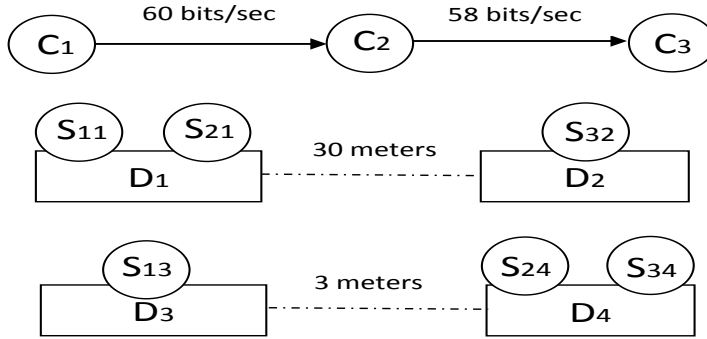 60 bits/sec 58 bits/sec
C1 C2 C3
S11 S21 S32
30 meters
D1 D2
S13 S24 S34
3 meters
D3 D4